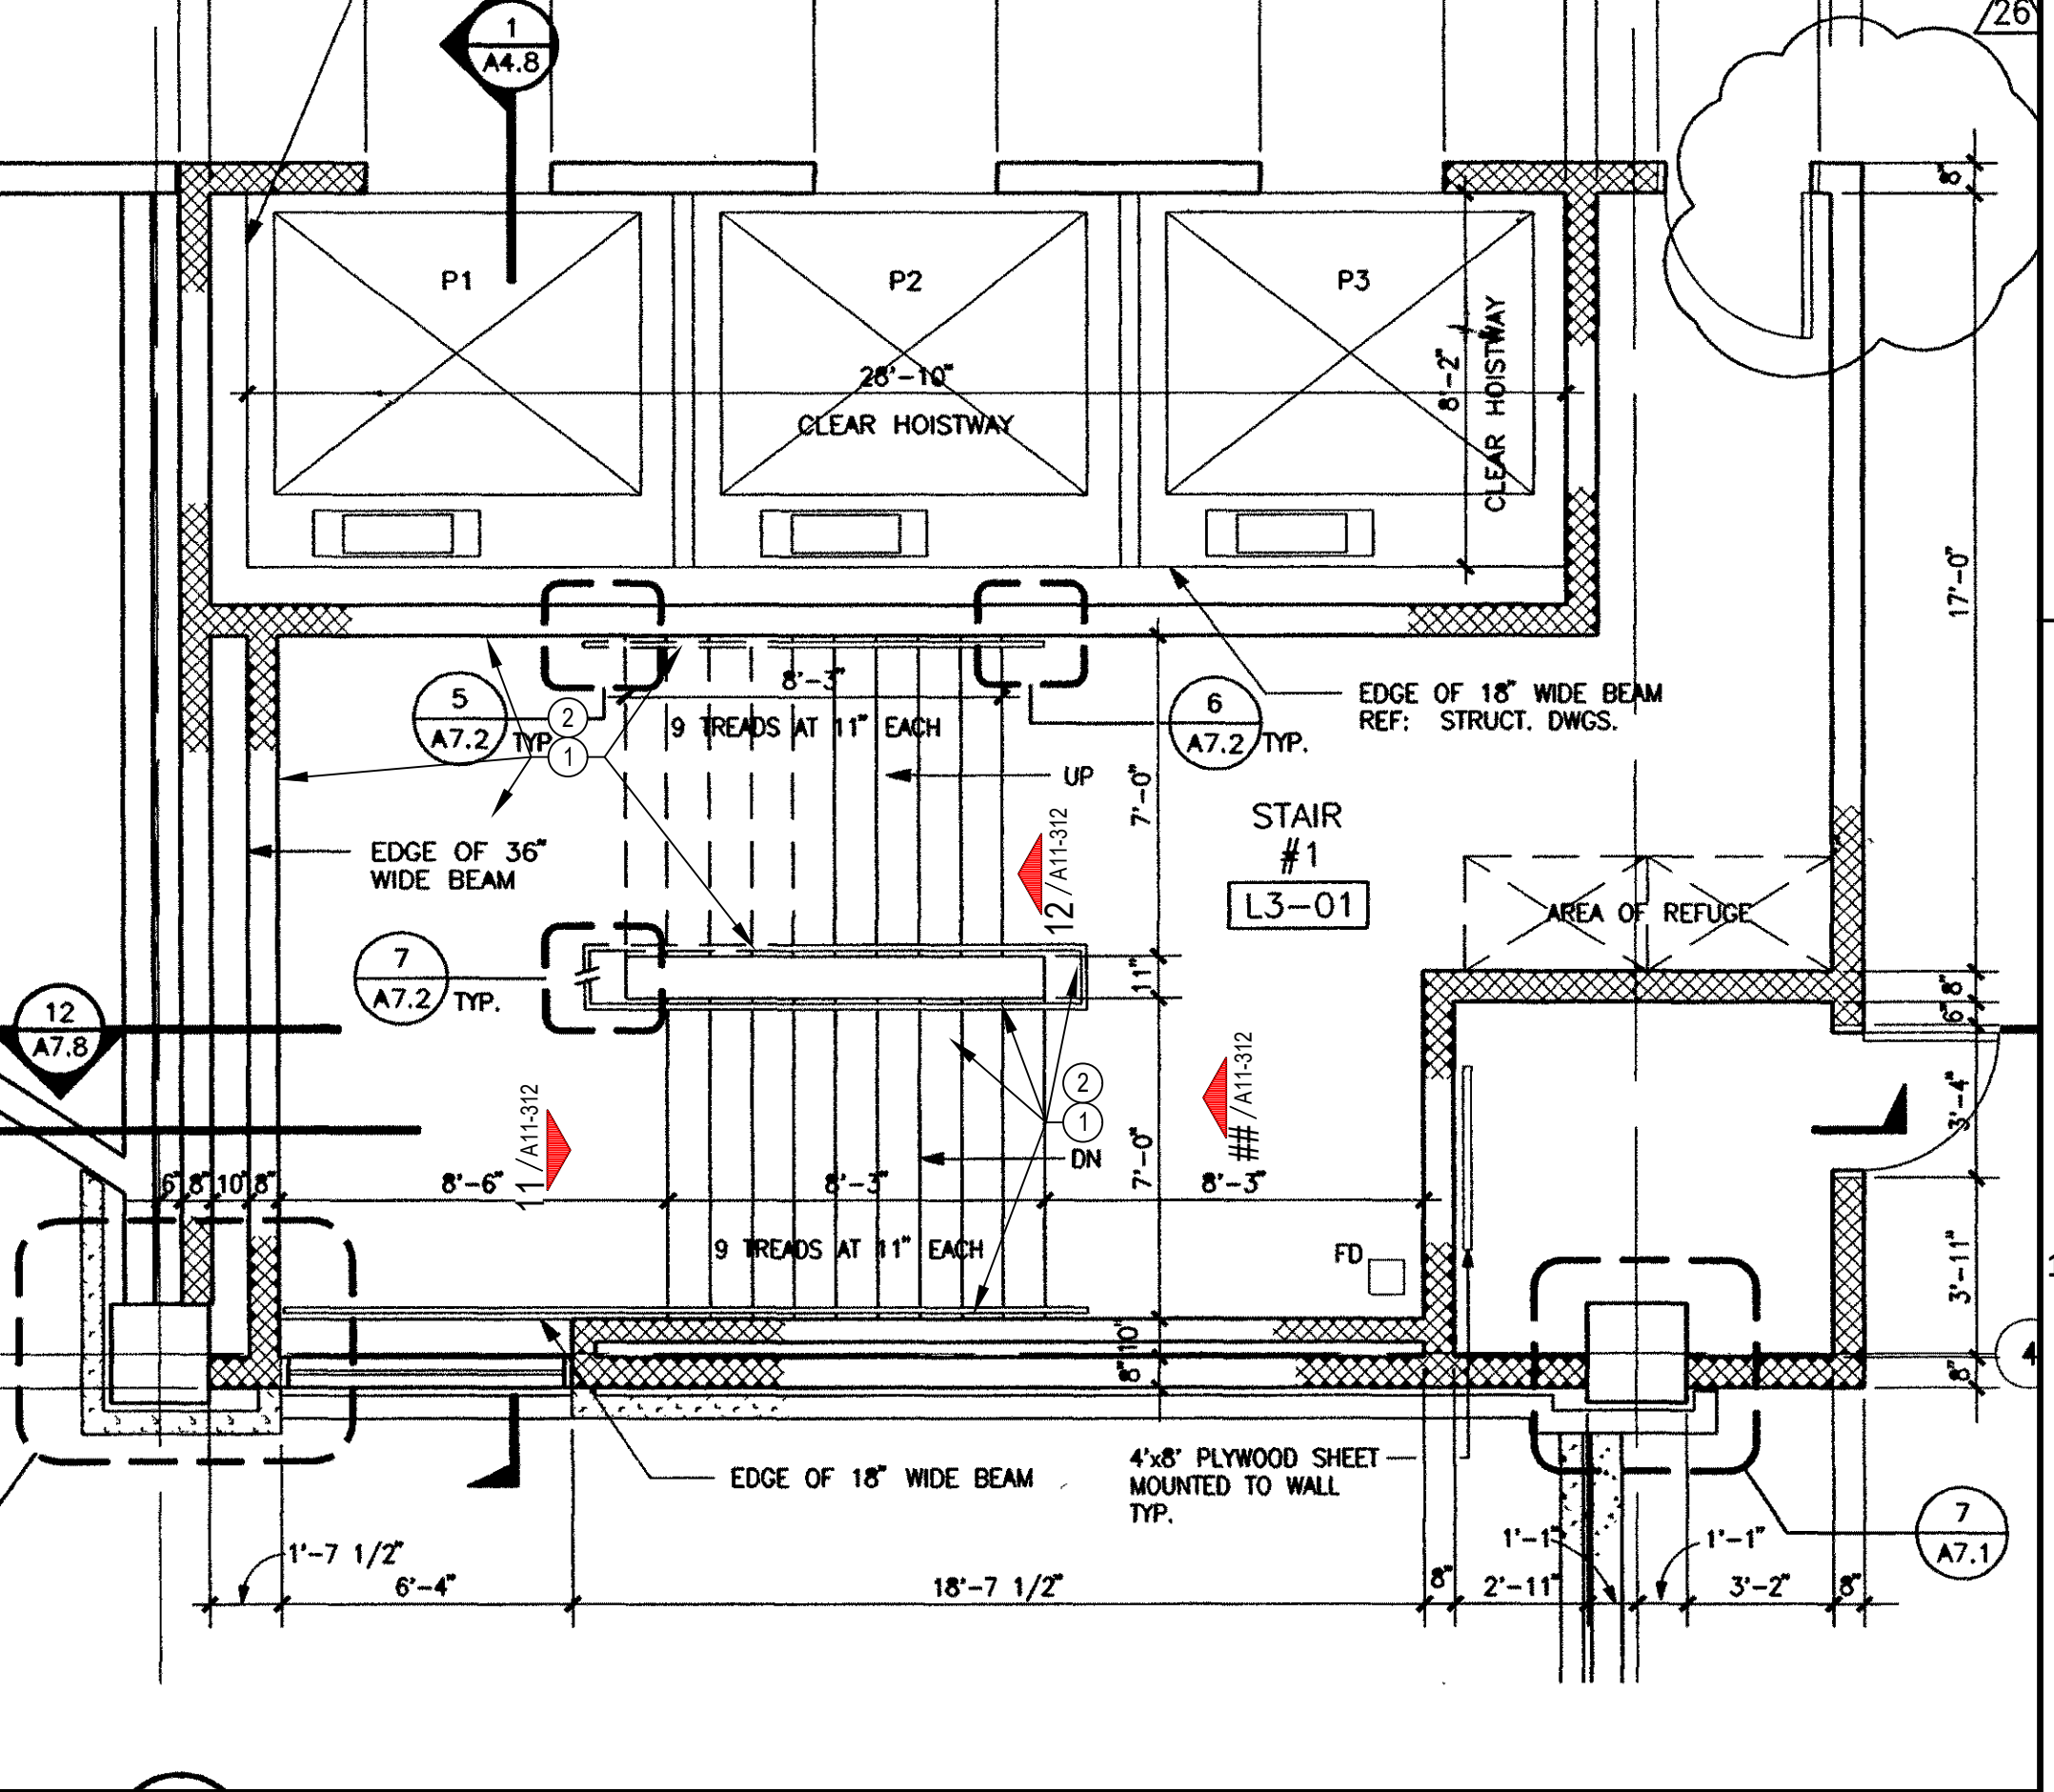 26
1
A4.8
8"
P1
P2
P3
28'-10"
CLEAR HOISTWAY
8'-2"
CLEAR HOISTWAY
17'-0"
8'-3"
9 TREADS AT 11" EACH
5
A7.2
TYP
2
1
6
A7.2
TYP.
EDGE OF 18" WIDE BEAM
REF: STRUCT. DWGS.
UP
7'-0"
STAIR
#1
L3-01
12/A11-312
EDGE OF 36"
WIDE BEAM
AREA OF REFUGE
7
A7.2
TYP.
11"
8"
6"
12
A7.8
2
1
##/A11-312
11/A11-312
DN
7'-0"
3'-4"
6"
8"
10"
8"
8'-6"
8'-3"
8'-3"
9 TREADS AT 11" EACH
FD
3'-11"
10"
8"
4
8"
EDGE OF 18" WIDE BEAM
4'x8' PLYWOOD SHEET
MOUNTED TO WALL
TYP.
1'-7 1/2"
6'-4"
18'-7 1/2"
8"
2'-11"
1'-1"
1'-1"
3'-2"
8"
7
A7.1